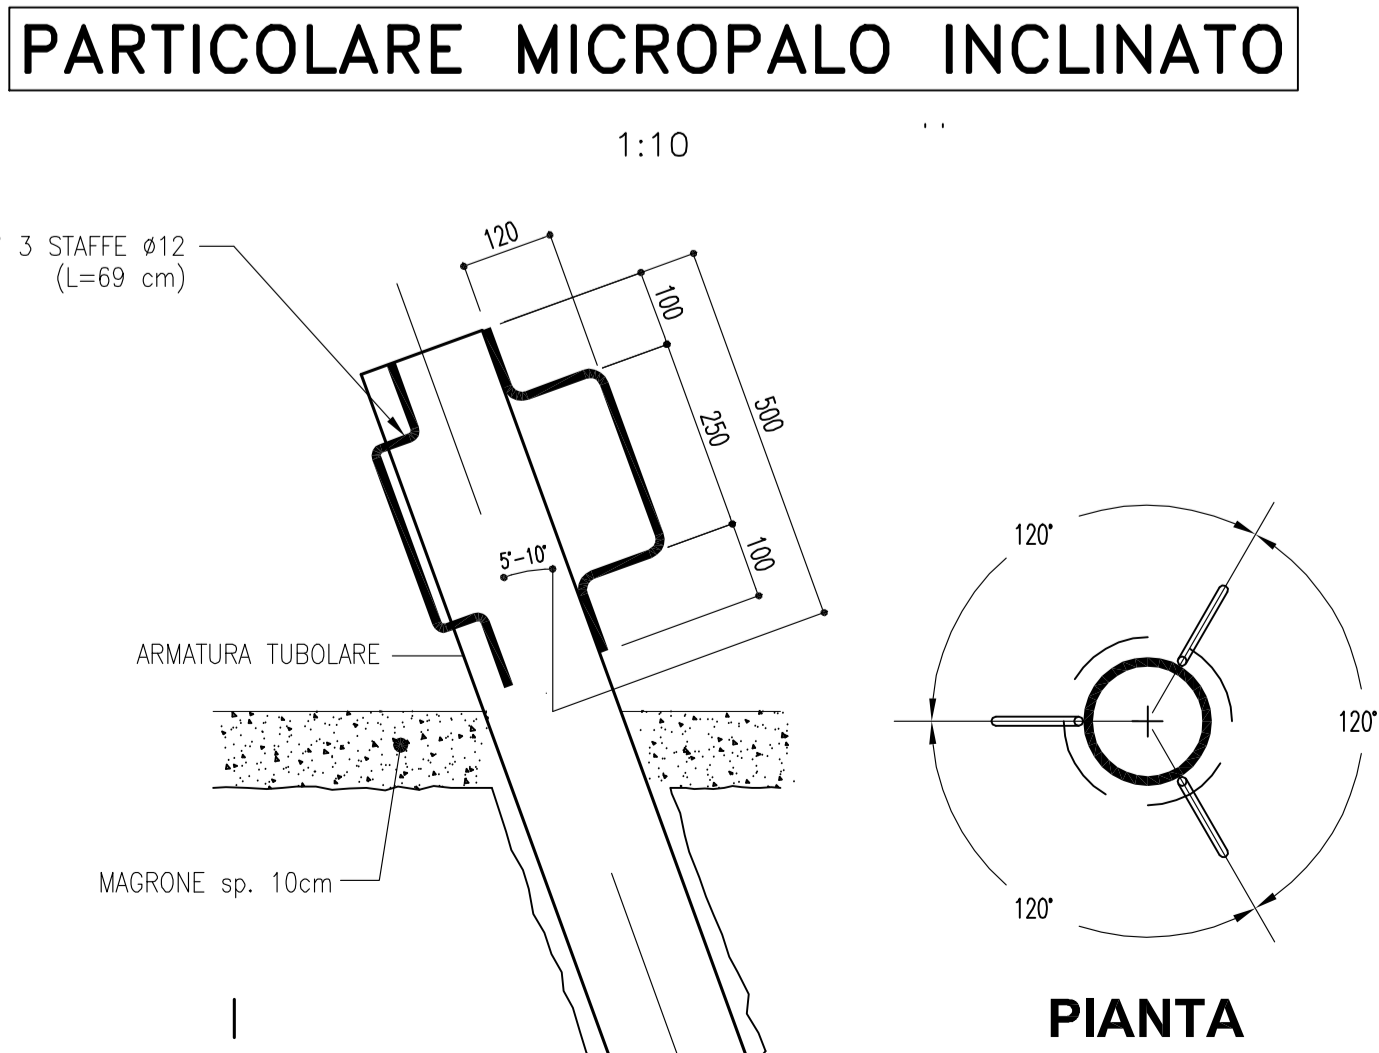 PARTICOLARE MICROPALO INCLINATO
1:10
3 STAFFE ø12
(L=69 cm)
120
100
250
500
100
5°-10°
ARMATURA TUBOLARE
MAGRONE sp. 10cm
120°
120°
120°
PIANTA